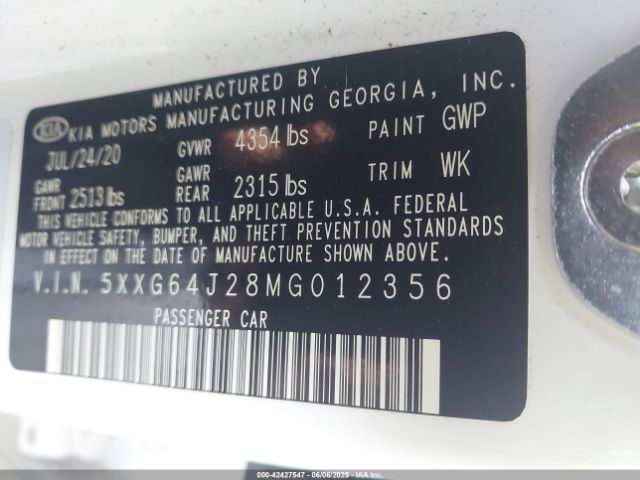 MANUFACTURED BY
KIA KIA MOTORS MANUFACTURING GEORGIA, INC.
JUL/24/20 GVWR 4354 lbs PAINT GWP
GAWR FRONT 2513 lbs GAWR REAR 2315 lbs TRIM WK
THIS VEHICLE CONFORMS TO ALL APPLICABLE U.S.A. FEDERAL
MOTOR VEHICLE SAFETY, BUMPER, AND THEFT PREVENTION STANDARDS
IN EFFECT ON THE DATE OF MANUFACTURE SHOWN ABOVE.
V.I.N. 5XXG64J28MG012356
PASSENGER CAR
000-42427547 - 06/06/2025 - IAA Inc.